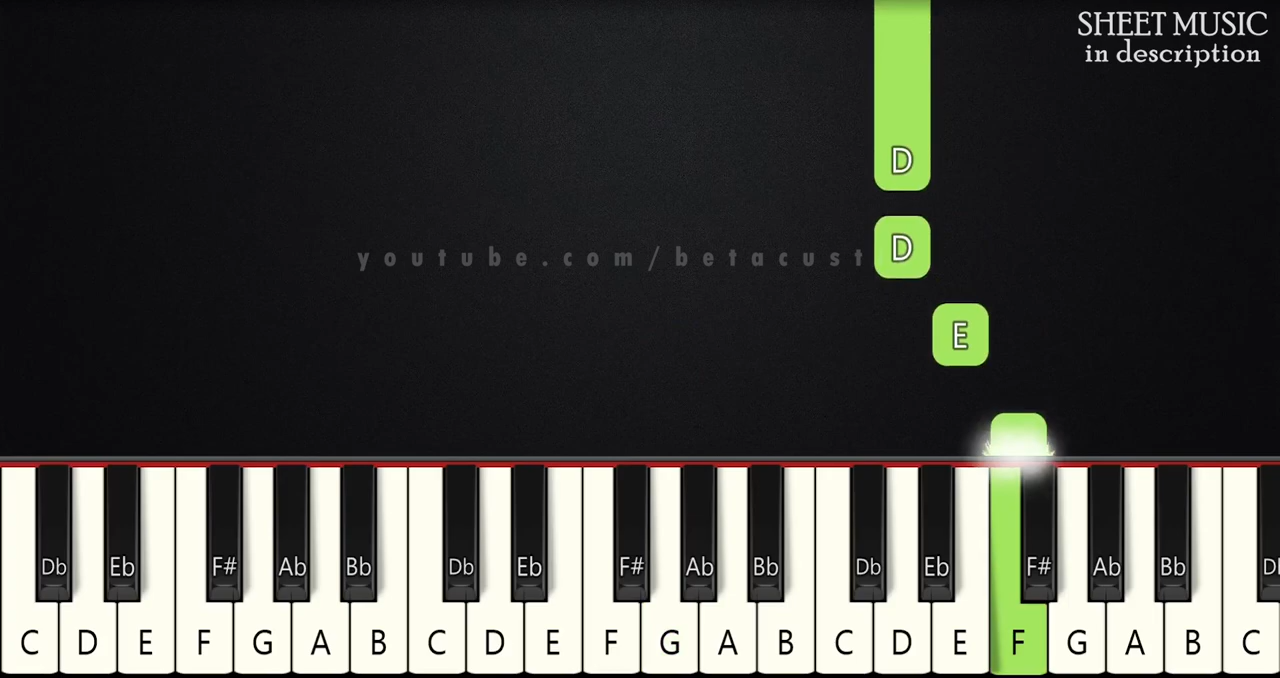 SHEET MUSIC
in description
D
D
youtube.com/betacust
E
Db Eb F# Ab Bb Db Eb F# Ab Bb Db Eb F# Ab Bb
C D E F G A B C D E F G A B C D E F G A B C